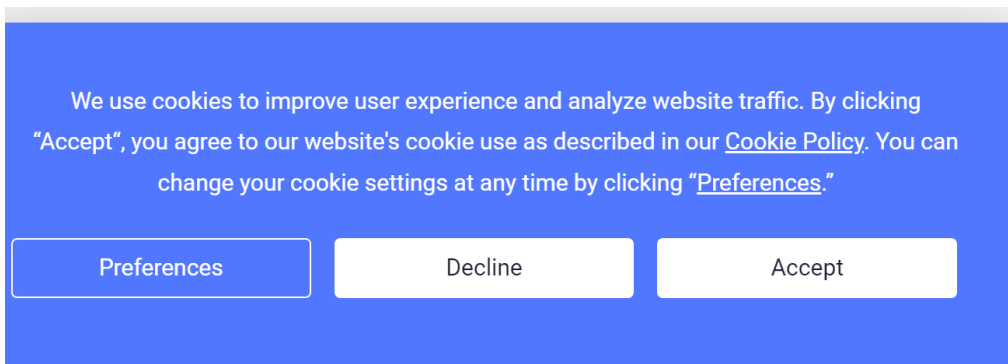 We use cookies to improve user experience and analyze website traffic. By clicking
“Accept“, you agree to our website's cookie use as described in our Cookie Policy. You can
change your cookie settings at any time by clicking “Preferences.”
Preferences
Decline
Accept